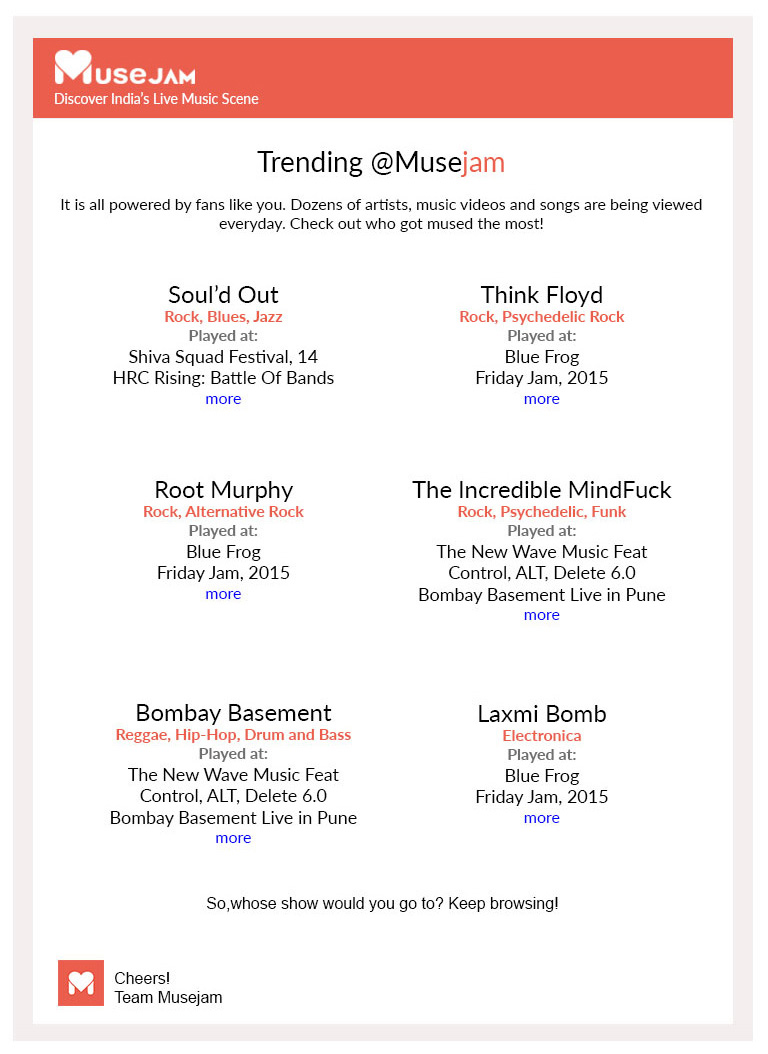 MUSEJAM
Discover India's Live Music Scene
Trending @Musejam
It is all powered by fans like you. Dozens of artists, music videos and songs are being viewed
everyday. Check out who got mused the most!
Soul'd Out
Rock, Blues, Jazz
Played at:
Shiva Squad Festival, 14
HRC Rising: Battle Of Bands
more
Think Floyd
Rock, Psychedelic Rock
Played at:
Blue Frog
Friday Jam, 2015
more
Root Murphy
Rock, Alternative Rock
Played at:
Blue Frog
Friday Jam, 2015
more
The Incredible MindFuck
Rock, Psychedelic, Funk
Played at:
The New Wave Music Feat
Control, ALT, Delete 6.0
Bombay Basement Live in Pune
more
Bombay Basement
Reggae, Hip-Hop, Drum and Bass
Played at:
The New Wave Music Feat
Control, ALT, Delete 6.0
Bombay Basement Live in Pune
more
Laxmi Bomb
Electronica
Played at:
Blue Frog
Friday Jam, 2015
more
So,whose show would you go to? Keep browsing!
M
Cheers!
Team Musejam